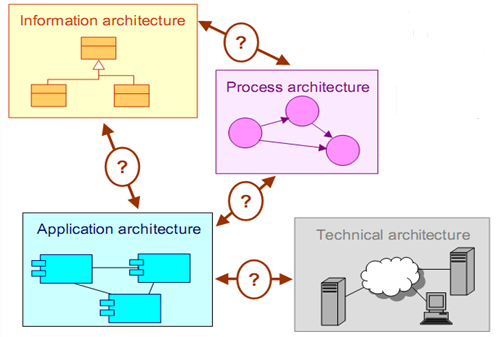 Information architecture
?
Process architecture
?
?
Application architecture
?
Technical architecture